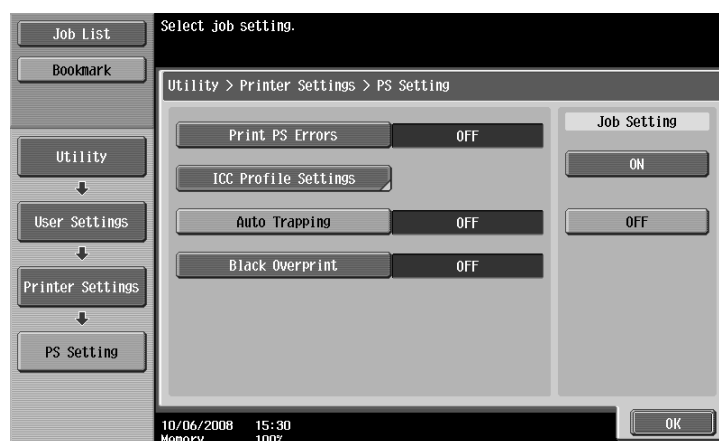 Job List
Select job setting.
Bookmark
Utility > Printer Settings > PS Setting
Print PS Errors OFF
Job Setting
ON
ICC Profile Settings
Utility
Auto Trapping OFF
OFF
User Settings
Black Overprint OFF
Printer Settings
PS Setting
10/06/2008 15:30
Memory 100%
OK